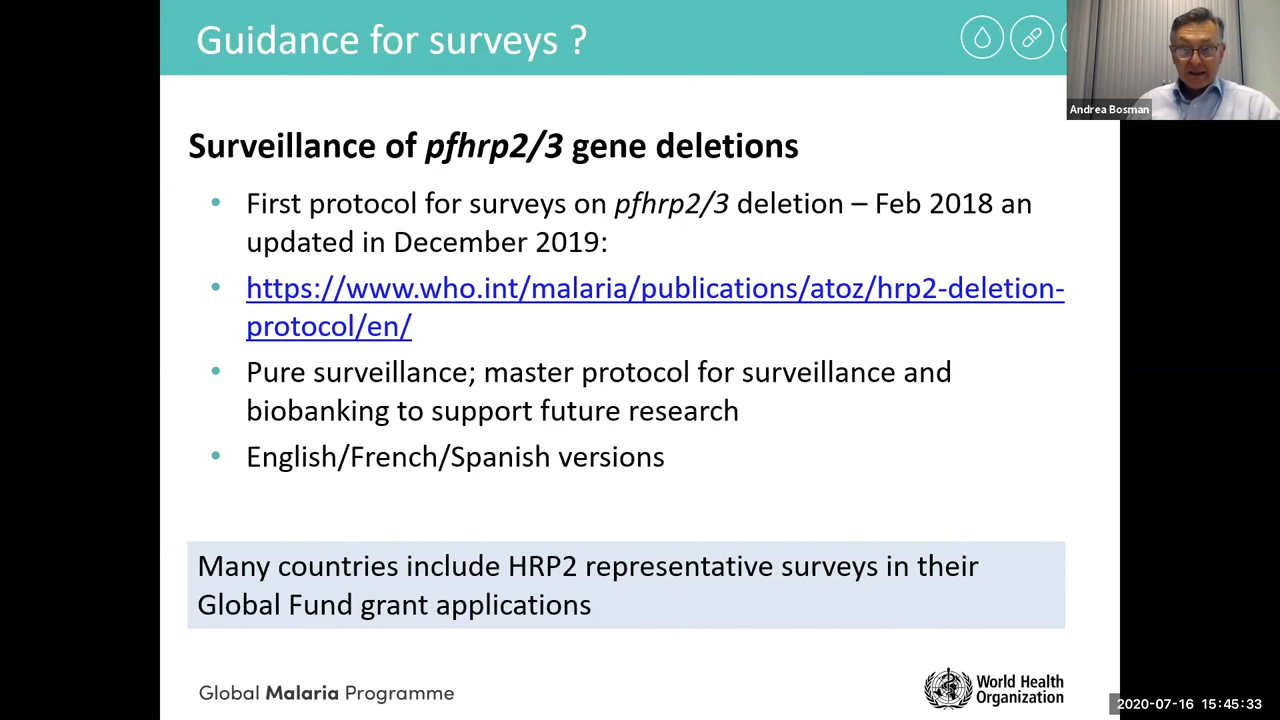 Guidance for surveys ?
Andrea Bosman
Surveillance of pfhrp2/3 gene deletions
• First protocol for surveys on pfhrp2/3 deletion – Feb 2018 an
updated in December 2019:
• https://www.who.int/malaria/publications/atoz/hrp2-deletion-
protocol/en/
• Pure surveillance; master protocol for surveillance and
biobanking to support future research
• English/French/Spanish versions
Many countries include HRP2 representative surveys in their
Global Fund grant applications
Global Malaria Programme
World Health
Organization
2020-07-16 15:45:33